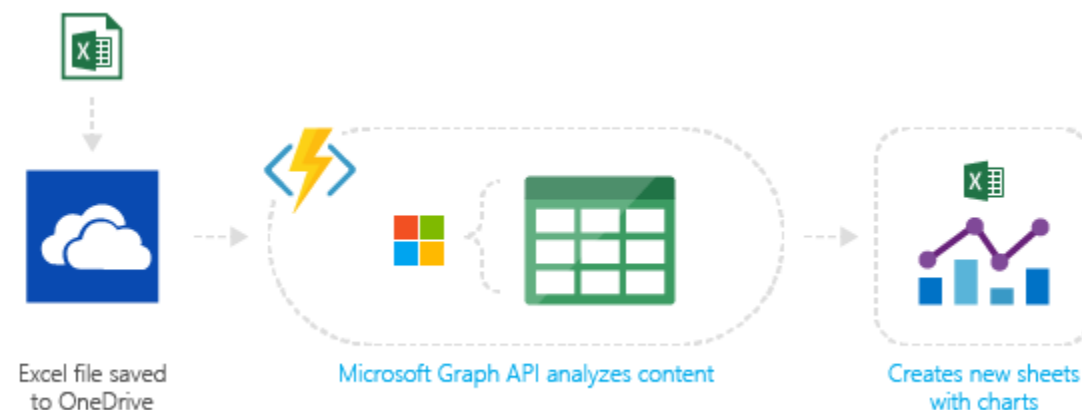 X
X
Excel file saved
to OneDrive
Microsoft Graph API analyzes content
Creates new sheets
with charts